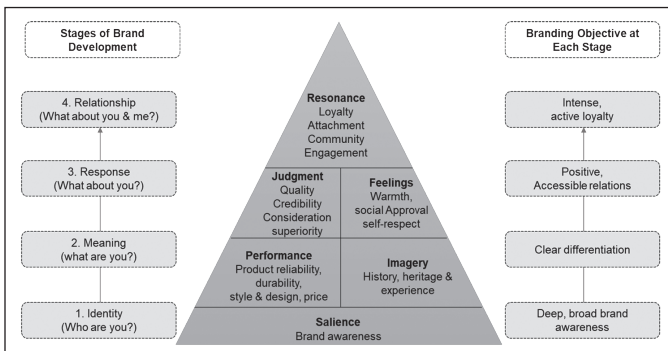 Stages of Brand
Development
4. Relationship
(What about you & me?)
3. Response
(What about you?)
2. Meaning
(what are you?)
1. Identity
(Who are you?)
Resonance
Loyalty
Attachment
Community
Engagement
Judgment
Quality
Credibility
Consideration
superiority
Feelings
Warmth,
social Approval
self-respect
Performance
Product reliability,
durability,
style & design, price
Imagery
History, heritage &
experience
Salience
Brand awareness
Branding Objective at
Each Stage
Intense,
active loyalty
Positive,
Accessible relations
Clear differentiation
Deep, broad brand
awareness